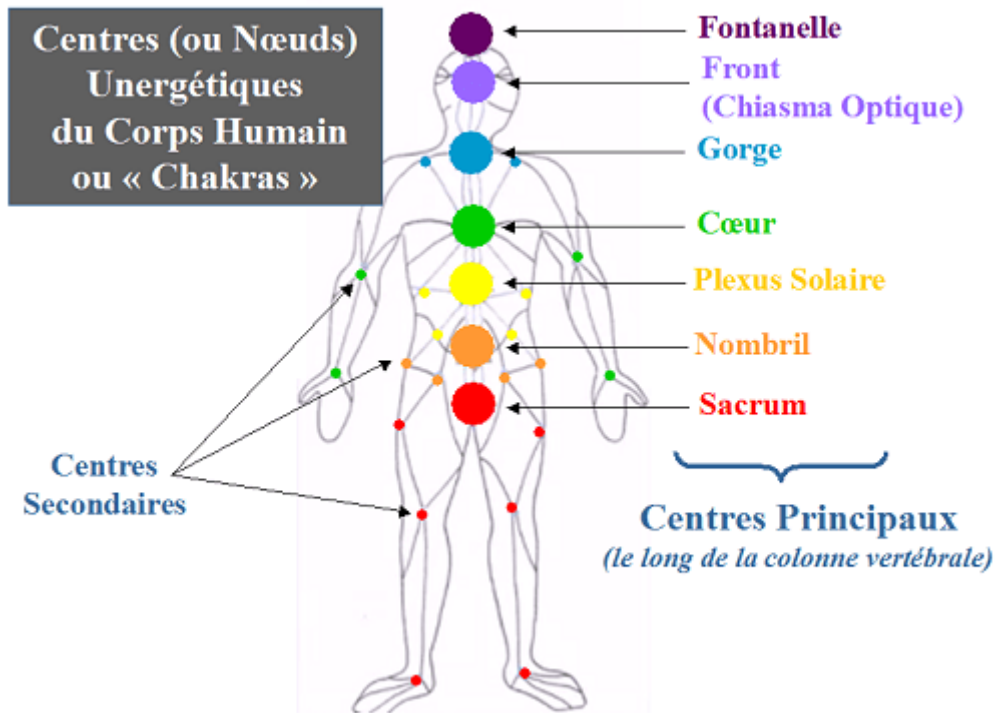 Centres (ou Nœuds)
Unergétiques
du Corps Humain
ou « Chakras »
Fontanelle
Front
(Chiasma Optique)
Gorge
Cœur
Plexus Solaire
Nombril
Sacrum
Centres
Secondaires
Centres Principaux
(le long de la colonne vertébrale)